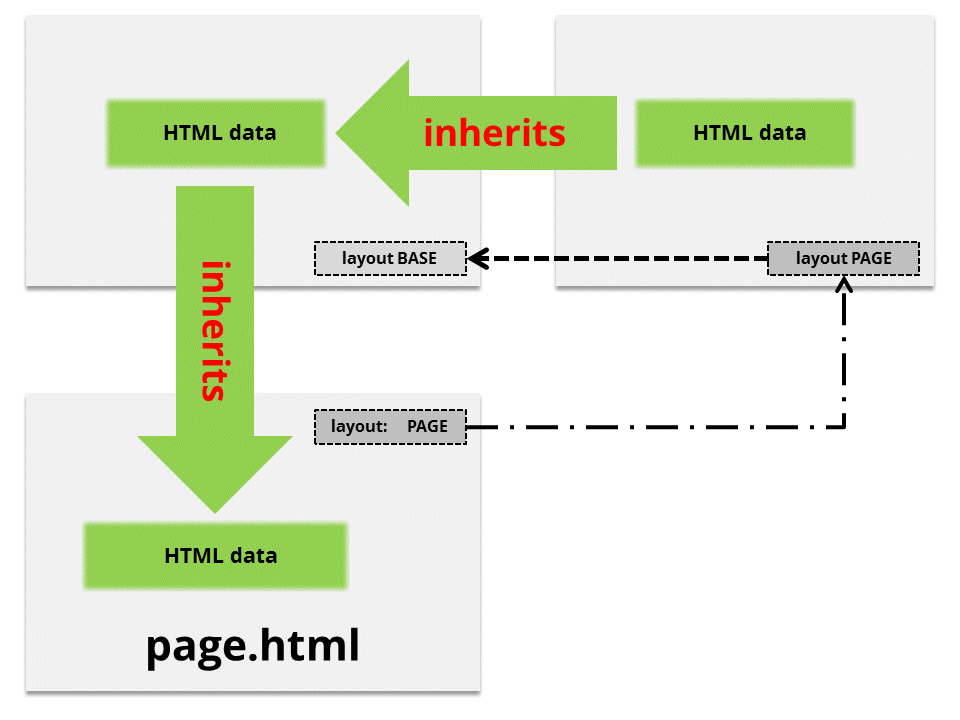 HTML data
inherits
HTML data
layout BASE
layout PAGE
inherits
layout: PAGE
HTML data
page.html